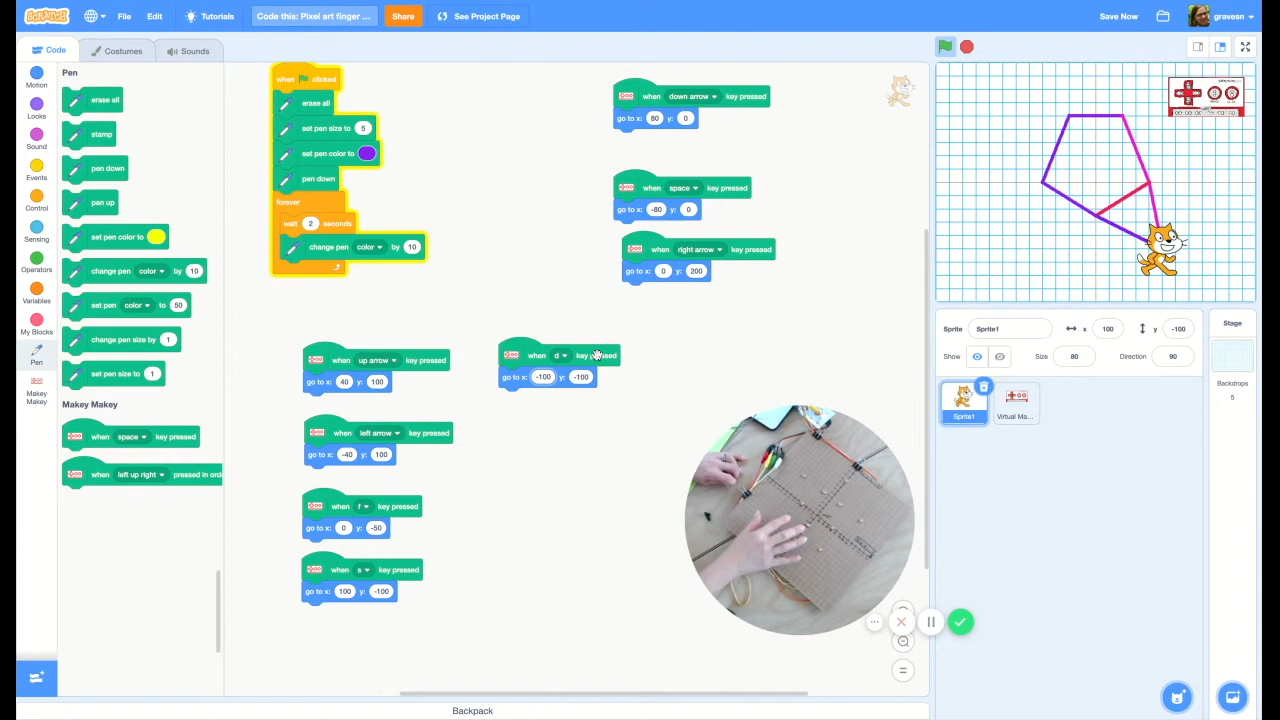 SCRATCH
File Edit Tutorials Code this: Pixel art finger ... Share See Project Page Save Now gravesn
Code Costumes Sounds
Motion
Looks
Sound
Events
Control
Sensing
Operators
Variables
My Blocks
Pen
Makey Makey
Pen
erase all
stamp
pen down
pen up
set pen color to
change pen color by 10
set pen color to 50
change pen size by 1
set pen size to 1
Makey Makey
when space key pressed
when left up right pressed in orde
when clicked
erase all
set pen size to 5
set pen color to
pen down
forever
wait 2 seconds
change pen color by 10
when down arrow key pressed
go to x: 80 y: 0
when space key pressed
go to x: -80 y: 0
when right arrow key pressed
go to x: 0 y: 200
when up arrow key pressed
go to x: 40 y: 100
when d key pressed
go to x: -100 y: -100
when left arrow key pressed
go to x: -40 y: 100
when f key pressed
go to x: 0 y: -50
when s key pressed
go to x: 100 y: -100
Backpack
Sprite Sprite1 x 100 y -100
Show Size 80 Direction 90
Sprite1
Virtual Ma...
Stage
Backdrops
5